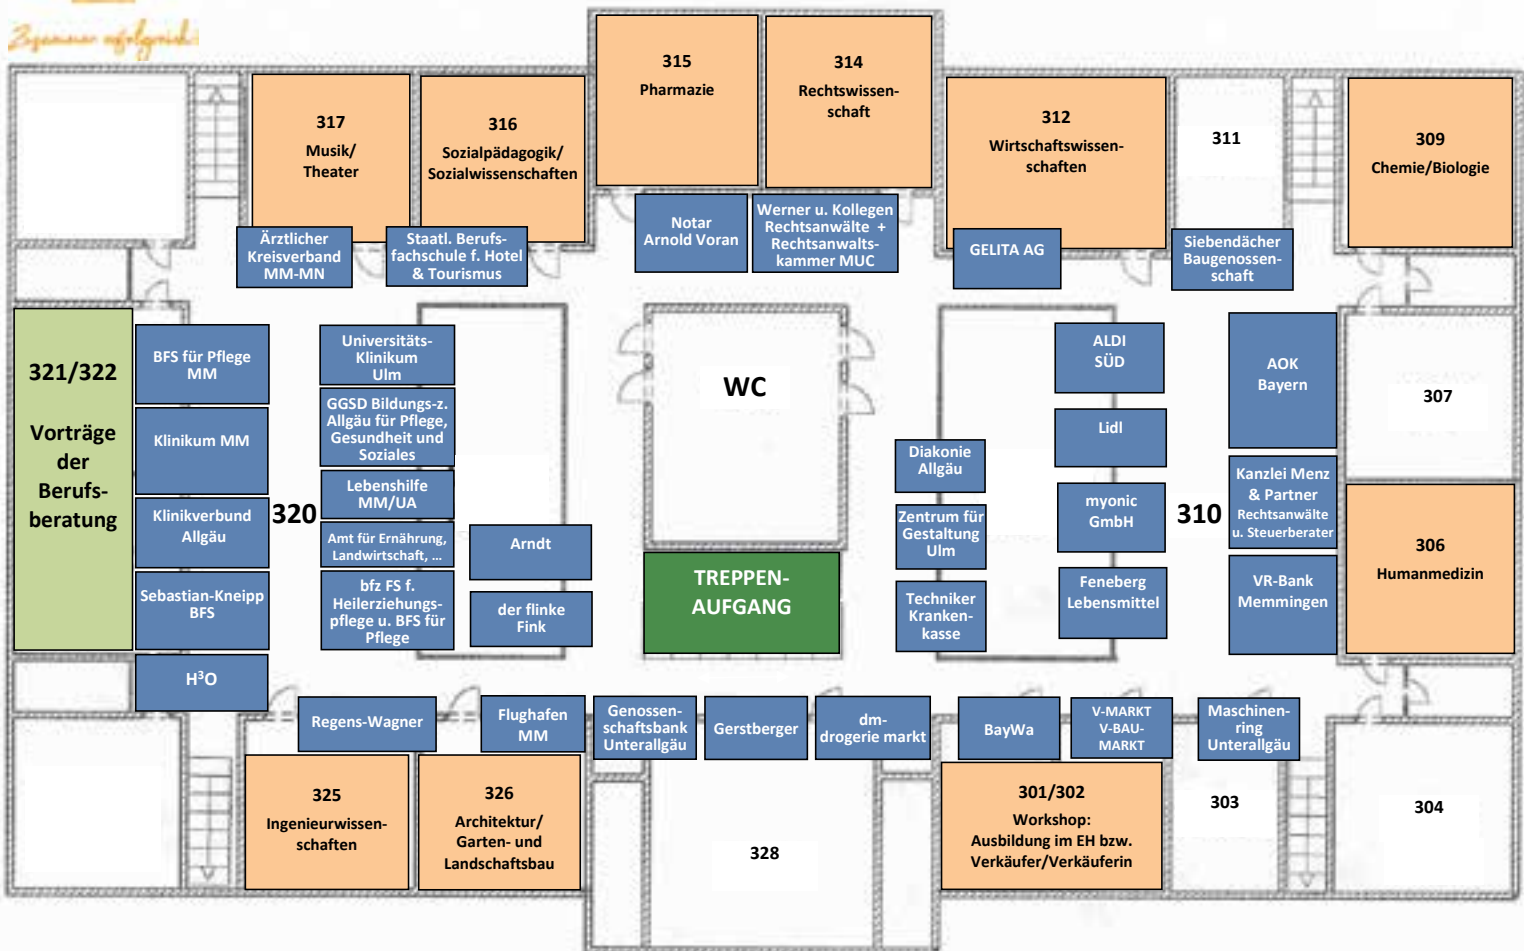 Zusammen erfolgreich!
315
Pharmazie
314
Rechtswissen-
schaft
317
Musik/
Theater
316
Sozialpädagogik/
Sozialwissenschaften
312
Wirtschaftswissen-
schaften
311
309
Chemie/Biologie
Ärztlicher
Kreisverband
MM-MN
Staatl. Berufs-
fachschule f. Hotel
& Tourismus
Notar
Arnold Voran
Werner u. Kollegen
Rechtsanwälte +
Rechtsanwalts-
kammer MUC
GELITA AG
Siebendächer
Baugenossen-
schaft
321/322
Vorträge
der
Berufs-
beratung
BFS für Pflege
MM
Klinikum MM
Klinikverbund
Allgäu
Sebastian-Kneipp
BFS
H³O
320
Universitäts-
Klinikum
Ulm
GGSD Bildungs-z.
Allgäu für Pflege,
Gesundheit und
Soziales
Lebenshilfe
MM/UA
Amt für Ernährung,
Landwirtschaft, ...
bfz FS f.
Heilerziehungs-
pflege u. BFS für
Pflege
Arndt
der flinke
Fink
WC
TREPPEN-
AUFGANG
Diakonie
Allgäu
Zentrum für
Gestaltung
Ulm
Techniker
Kranken-
kasse
ALDI
SÜD
Lidl
myonic
GmbH
Feneberg
Lebensmittel
310
AOK
Bayern
Kanzlei Menz
& Partner
Rechtsanwälte
u. Steuerberater
VR-Bank
Memmingen
307
306
Humanmedizin
Regens-Wagner
Flughafen
MM
Genossen-
schaftsbank
Unterallgäu
Gerstberger
dm-
drogerie markt
BayWa
V-MARKT
V-BAU-
MARKT
Maschinen-
ring
Unterallgäu
325
Ingenieurwissen-
schaften
326
Architektur/
Garten- und
Landschaftsbau
328
301/302
Workshop:
Ausbildung im EH bzw.
Verkäufer/Verkäuferin
303
304